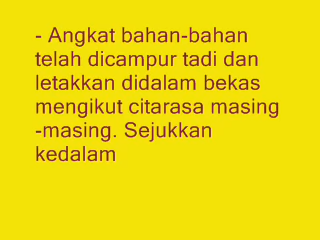 - Angkat bahan-bahan
telah dicampur tadi dan
letakkan didalam bekas
mengikut citarasa masing
-masing. Sejukkan
kedalam